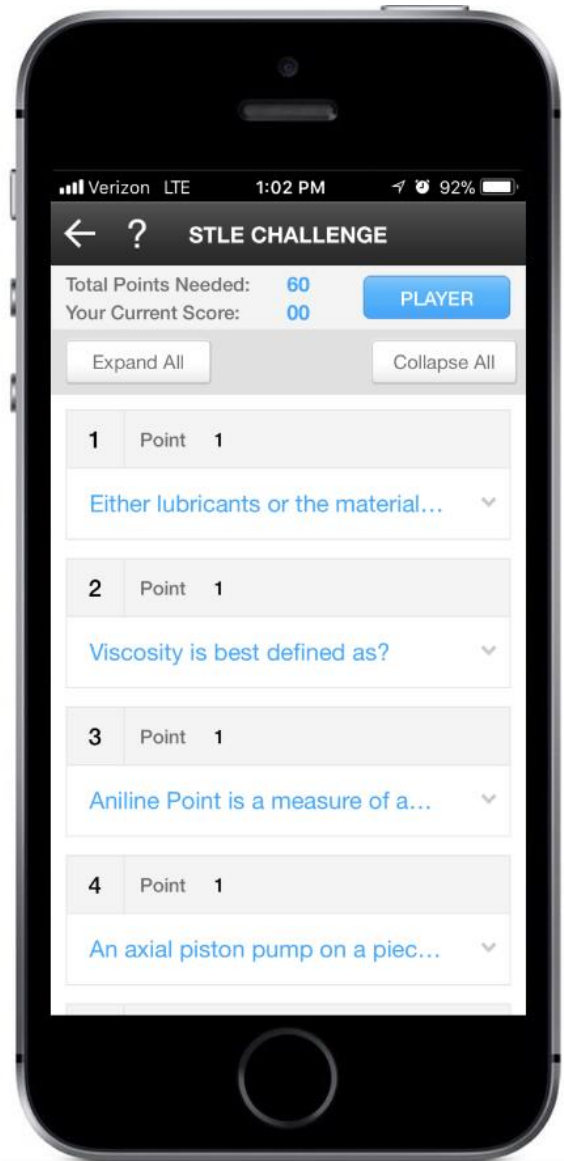 Verizon LTE 1:02 PM 92%
? STLE CHALLENGE
Total Points Needed: 60
Your Current Score: 00
PLAYER
Expand All Collapse All
1 Point 1
Either lubricants or the material...
2 Point 1
Viscosity is best defined as?
3 Point 1
Aniline Point is a measure of a...
4 Point 1
An axial piston pump on a piec...